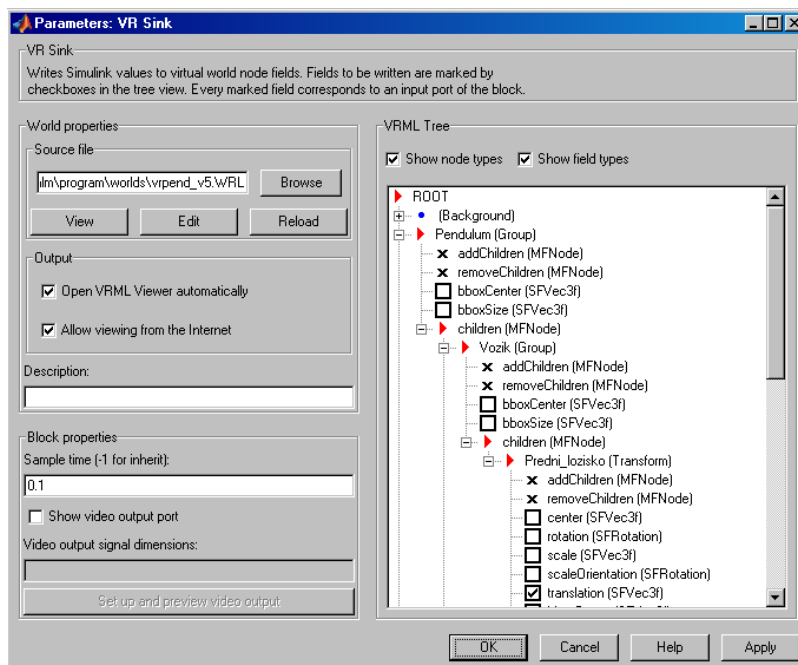 Parameters: VR Sink
VR Sink
Writes Simulink values to virtual world node fields. Fields to be written are marked by
checkboxes in the tree view. Every marked field corresponds to an input port of the block.
World properties
Source file
ılm\program\worlds\vrpend_v5.WRL
Browse
View
Edit
Reload
Output
Open VRML Viewer automatically
Allow viewing from the Internet
Description:
Block properties
Sample time (-1 for inherit):
0.1
Show video output port
Video output signal dimensions:
Set up and preview video output
VRML Tree
Show node types
Show field types
ROOT
(Background)
Pendulum (Group)
addChildren (MFNode)
removeChildren (MFNode)
bboxCenter (SFVec3f)
bboxSize (SFVec3f)
children (MFNode)
Vozik (Group)
addChildren (MFNode)
removeChildren (MFNode)
bboxCenter (SFVec3f)
bboxSize (SFVec3f)
children (MFNode)
Predni_lozisko (Transform)
addChildren (MFNode)
removeChildren (MFNode)
center (SFVec3f)
rotation (SFRotation)
scale (SFVec3f)
scaleOrientation (SFRotation)
translation (SFVec3f)
OK
Cancel
Help
Apply